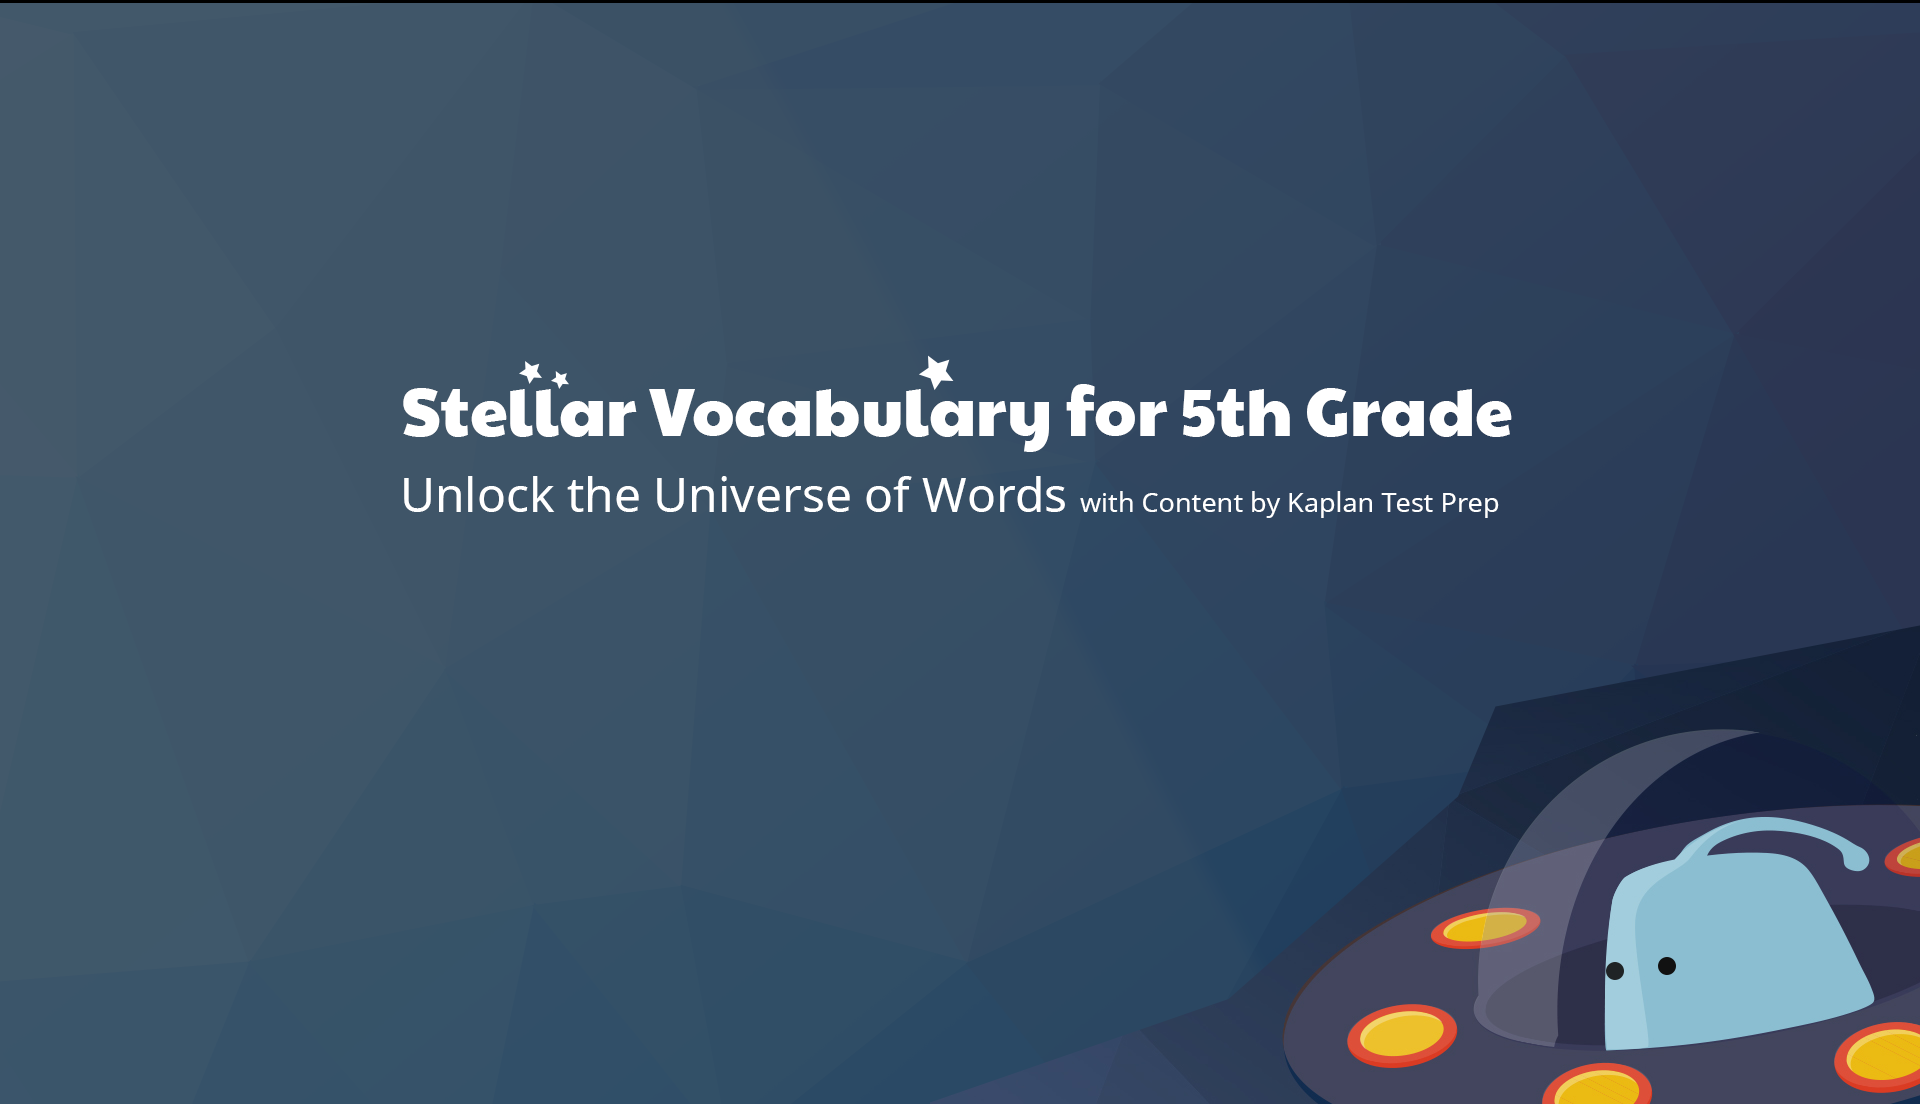 Stellar Vocabulary for 5th Grade
Unlock the Universe of Words with Content by Kaplan Test Prep